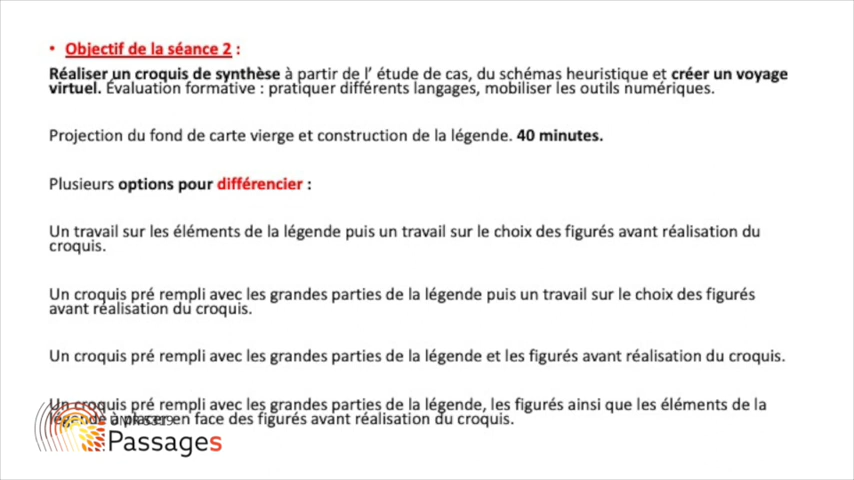 • Objectif de la séance 2 :
Réaliser un croquis de synthèse à partir de l’ étude de cas, du schémas heuristique et créer un voyage
virtuel. Évaluation formative : pratiquer différents langages, mobiliser les outils numériques.
Projection du fond de carte vierge et construction de la légende. 40 minutes.
Plusieurs options pour différencier :
Un travail sur les éléments de la légende puis un travail sur le choix des figurés avant réalisation du
croquis.
Un croquis pré rempli avec les grandes parties de la légende puis un travail sur le choix des figurés
avant réalisation du croquis.
Un croquis pré rempli avec les grandes parties de la légende et les figurés avant réalisation du croquis.
Un croquis pré rempli avec les grandes parties de la légende, les figurés ainsi que les éléments de la
légende à placer en face des figurés avant réalisation du croquis.
UMR 5319
Passages